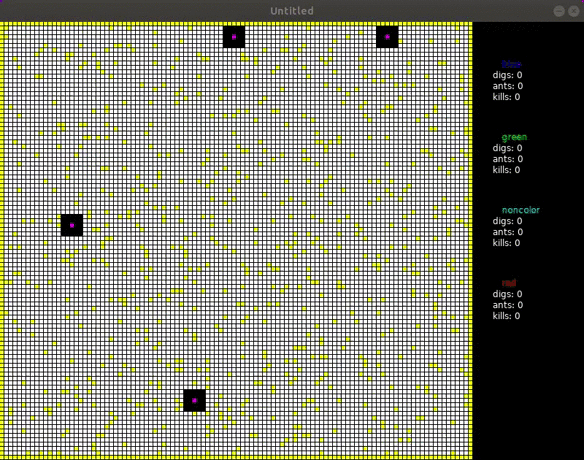 Untitled
blue
digs: 0
ants: 0
kills: 0
green
digs: 0
ants: 0
kills: 0
noncolor
digs: 0
ants: 0
kills: 0
red
digs: 0
ants: 0
kills: 0